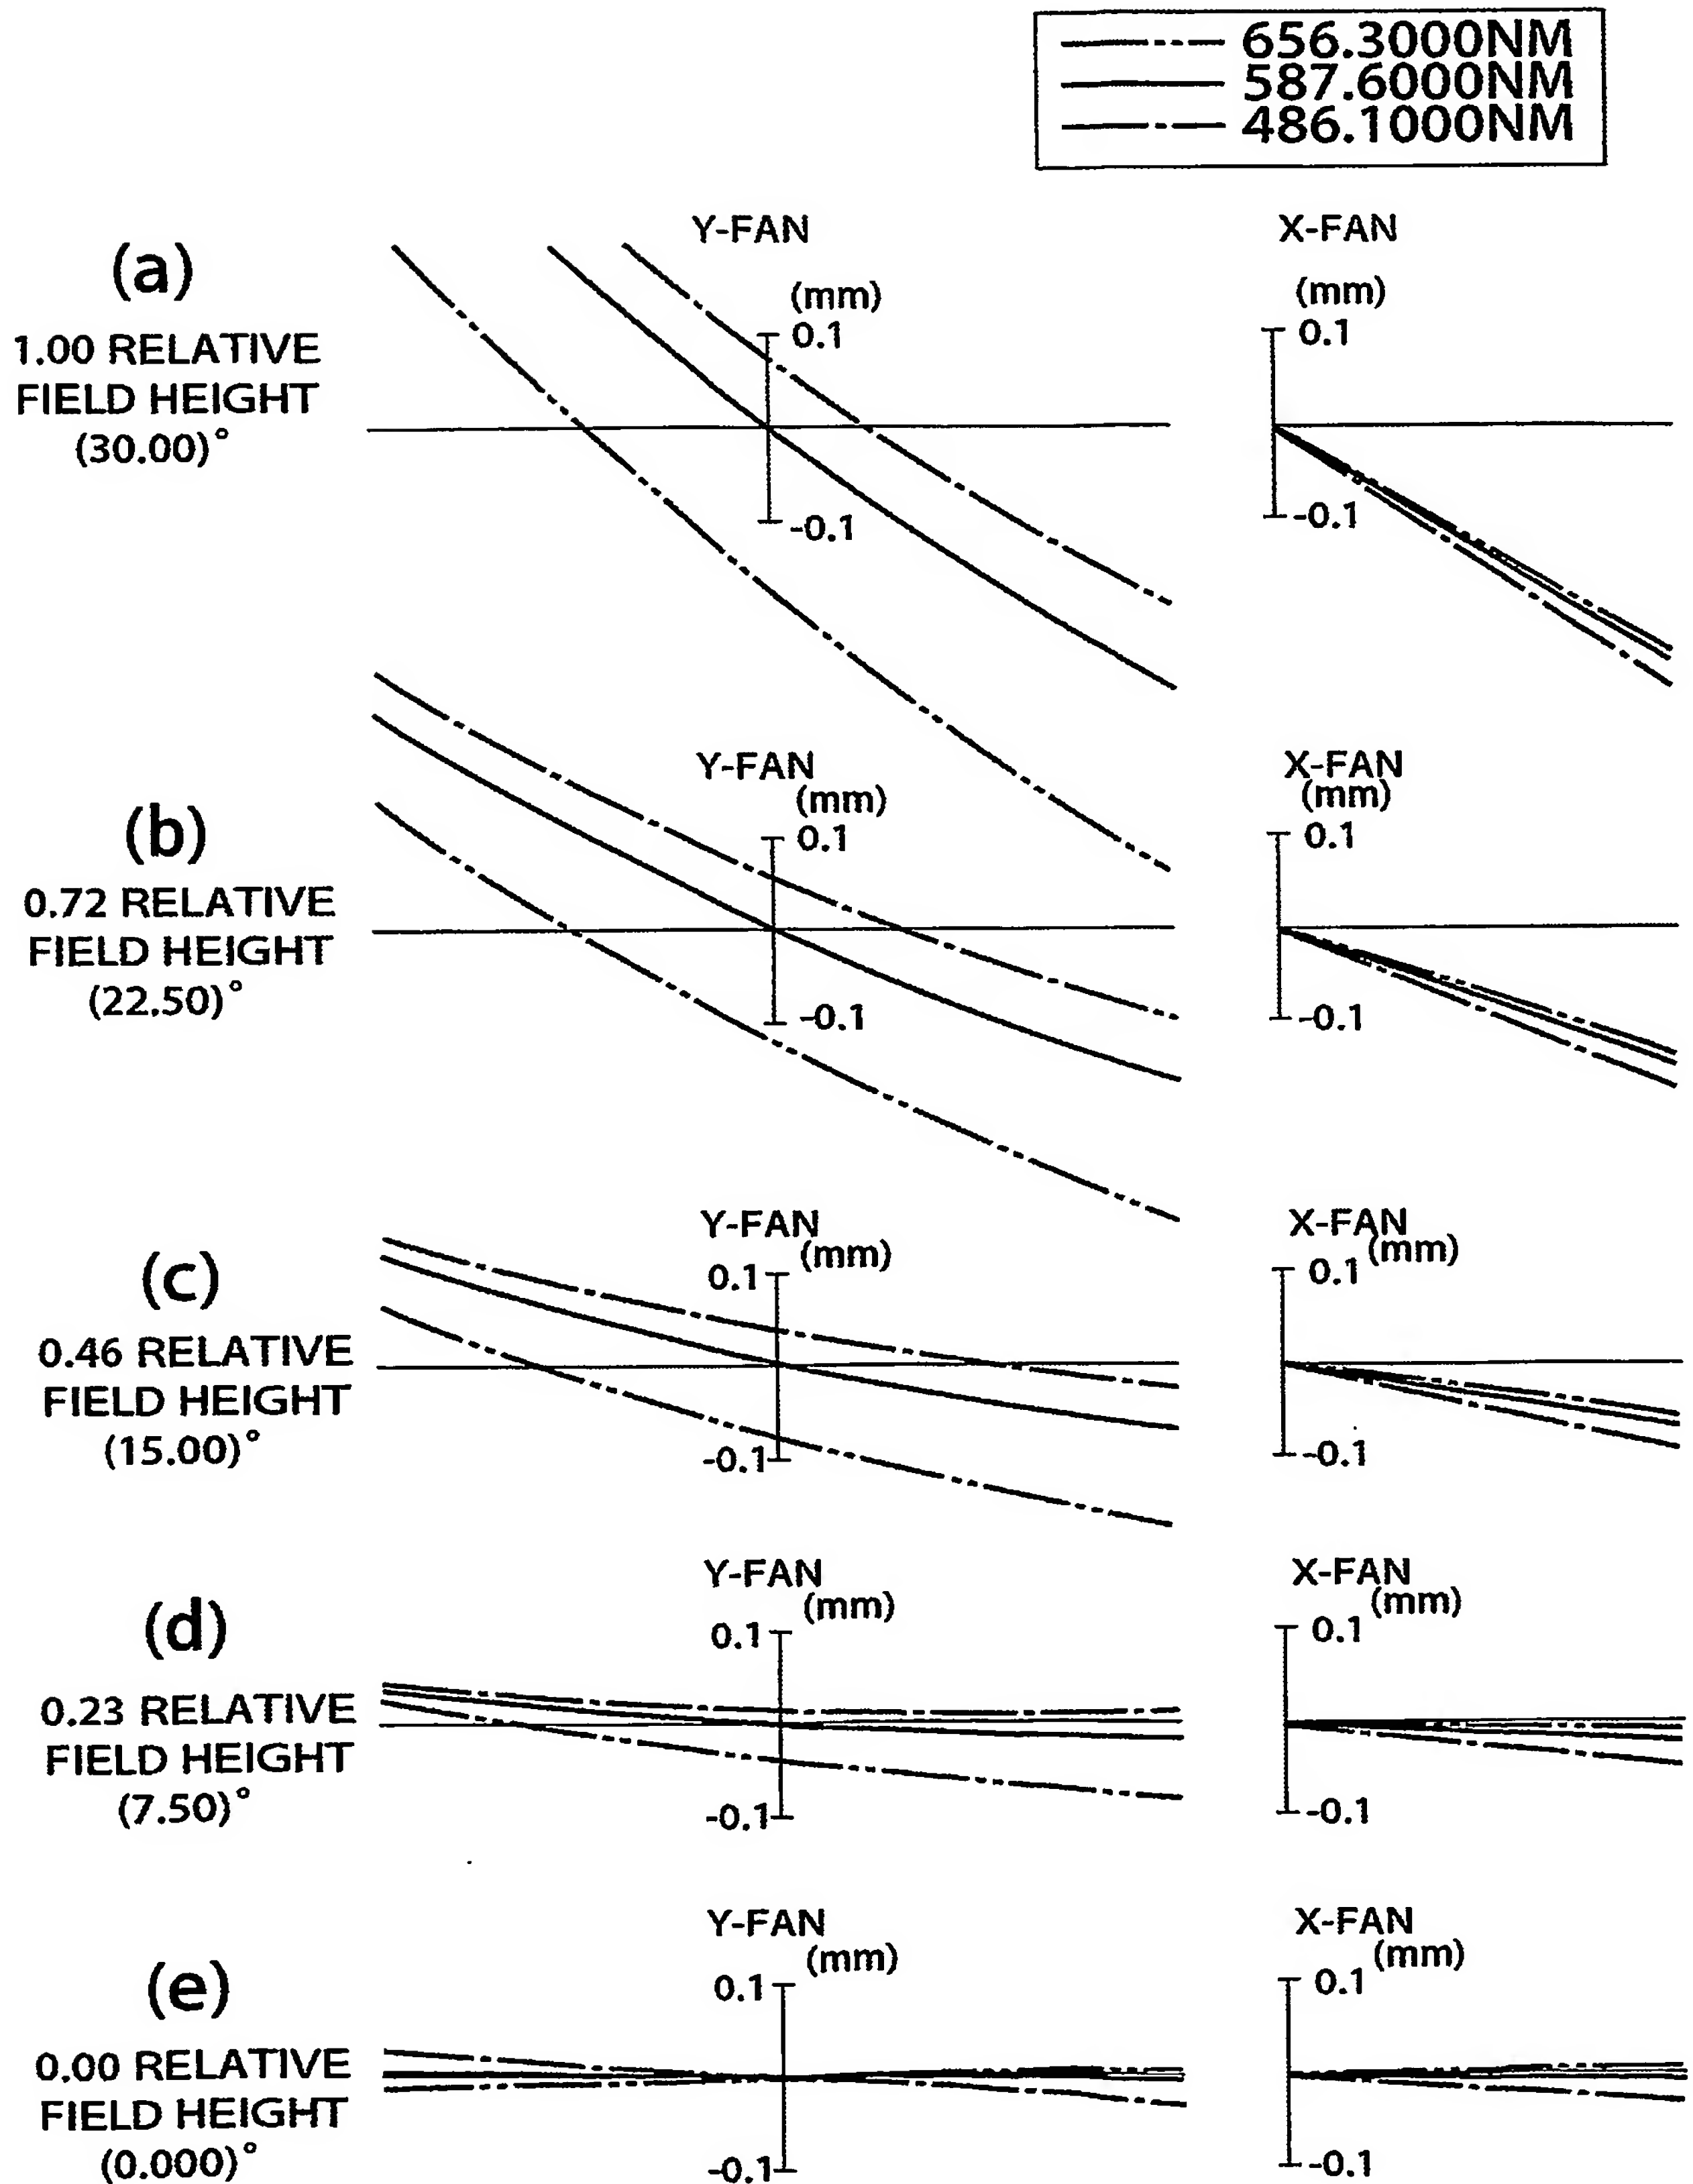 656.3000NM
587.6000NM
486.1000NM
Y-FAN
X-FAN
(a)
1.00 RELATIVE
FIELD HEIGHT
(30.00)°
(mm)
0.1
-0.1
(mm)
0.1
-0.1
Y-FAN
X-FAN
(b)
0.72 RELATIVE
FIELD HEIGHT
(22.50)°
(mm)
0.1
-0.1
(mm)
0.1
-0.1
Y-FAN
X-FAN
(c)
0.46 RELATIVE
FIELD HEIGHT
(15.00)°
(mm)
0.1
-0.1
(mm)
0.1
-0.1
Y-FAN
X-FAN
(d)
0.23 RELATIVE
FIELD HEIGHT
(7.50)°
(mm)
0.1
-0.1
(mm)
0.1
-0.1
Y-FAN
X-FAN
(e)
0.00 RELATIVE
FIELD HEIGHT
(0.000)°
(mm)
0.1
-0.1
(mm)
0.1
-0.1